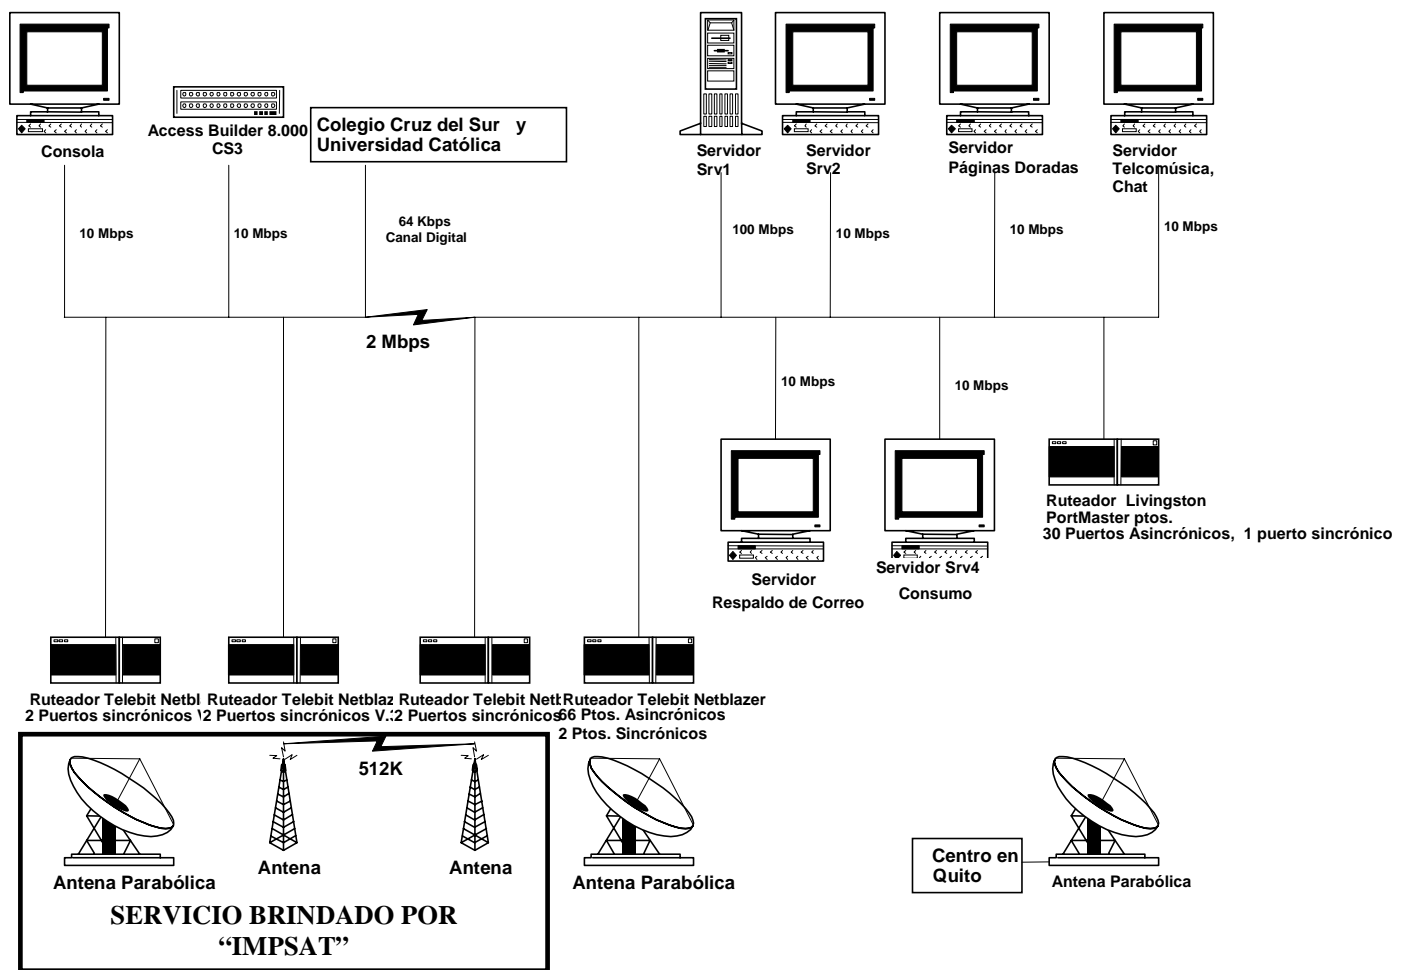 Consola
Access Builder 8.000
CS3
Colegio Cruz del Sur y
Universidad Católica
Servidor
Srv1
Servidor
Srv2
Servidor
Páginas Doradas
Servidor
Telcomúsica,
Chat
10 Mbps
10 Mbps
64 Kbps
Canal Digital
100 Mbps
10 Mbps
10 Mbps
10 Mbps
2 Mbps
10 Mbps
10 Mbps
Servidor
Respaldo de Correo
Servidor Srv4
Consumo
Ruteador Livingston
PortMaster ptos.
30 Puertos Asincrónicos, 1 puerto sincrónico
Ruteador Telebit Netbl
2 Puertos sincrónicos
Ruteador Telebit Netblaz
2 Puertos sincrónicos V.
Ruteador Telebit Net
2 Puertos sincrónicos
Ruteador Telebit Netblazer
66 Ptos. Asincrónicos
2 Ptos. Sincrónicos
512K
Antena Parabólica
Antena
Antena
SERVICIO BRINDADO POR
“IMPSAT”
Antena Parabólica
Centro en
Quito
Antena Parabólica